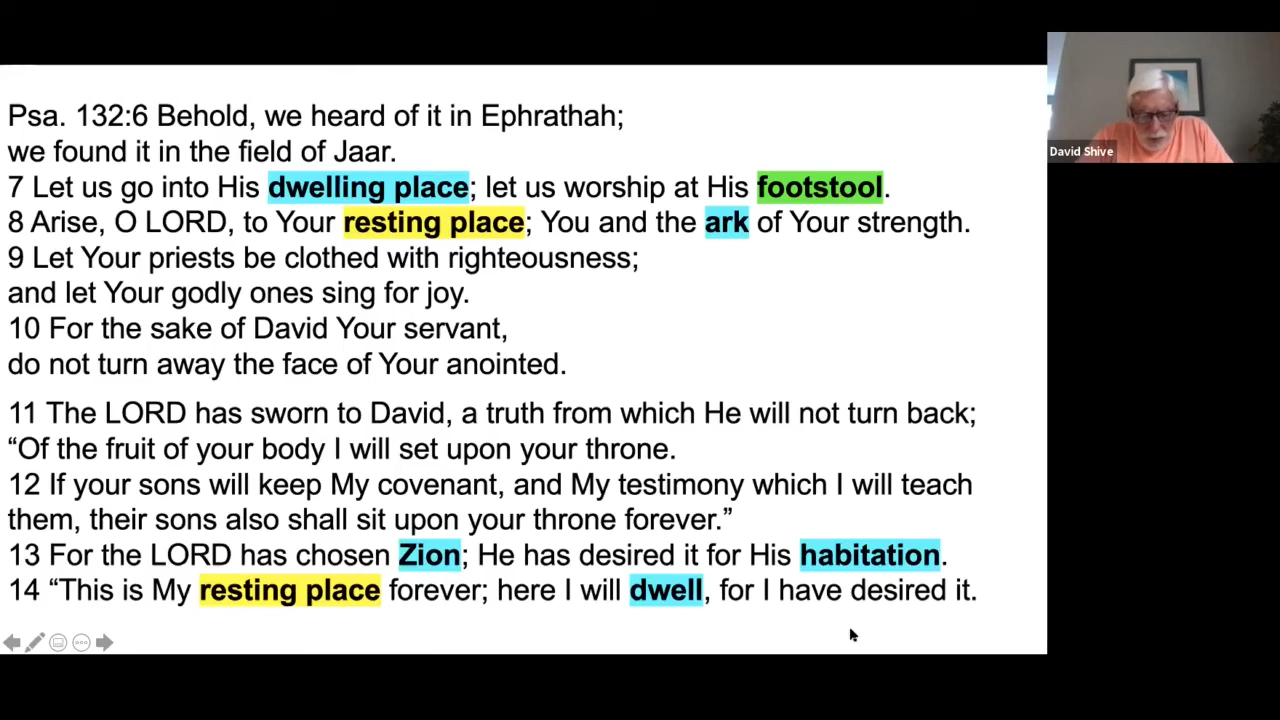 Psa. 132:6 Behold, we heard of it in Ephrathah;
we found it in the field of Jaar.
7 Let us go into His dwelling place; let us worship at His footstool.
8 Arise, O LORD, to Your resting place; You and the ark of Your strength.
9 Let Your priests be clothed with righteousness;
and let Your godly ones sing for joy.
10 For the sake of David Your servant,
do not turn away the face of Your anointed.
11 The LORD has sworn to David, a truth from which He will not turn back;
“Of the fruit of your body I will set upon your throne.
12 If your sons will keep My covenant, and My testimony which I will teach
them, their sons also shall sit upon your throne forever.”
13 For the LORD has chosen Zion; He has desired it for His habitation.
14 “This is My resting place forever; here I will dwell, for I have desired it.
David Shive